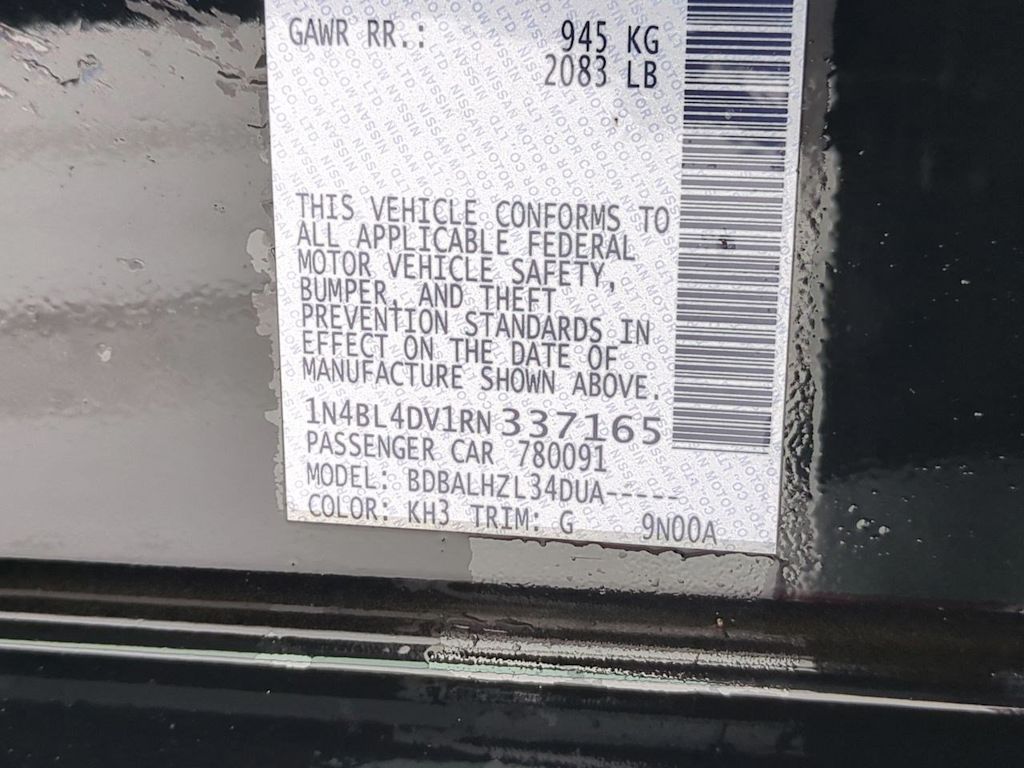 GAWR RR.: 945 KG
2083 LB
THIS VEHICLE CONFORMS TO
ALL APPLICABLE FEDERAL
MOTOR VEHICLE SAFETY,
BUMPER, AND THEFT
PREVENTION STANDARDS IN
EFFECT ON THE DATE OF
MANUFACTURE SHOWN ABOVE.
1N4BL4DV1RN337165
PASSENGER CAR 780091
MODEL: BDBALHZL34DUA-----
COLOR: KH3 TRIM: G 9N00A